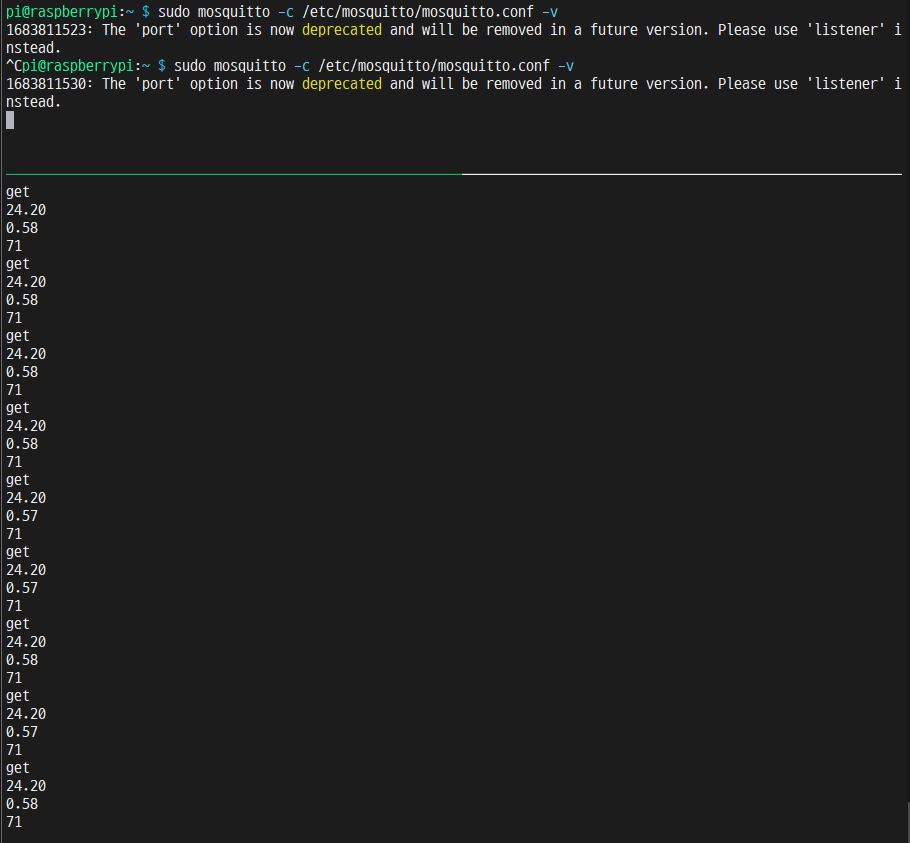 pi@raspberrypi:~ $ sudo mosquitto -c /etc/mosquitto/mosquitto.conf -v
1683811523: The 'port' option is now deprecated and will be removed in a future version. Please use 'listener' i
nstead.
^Cpi@raspberrypi:~ $ sudo mosquitto -c /etc/mosquitto/mosquitto.conf -v
1683811530: The 'port' option is now deprecated and will be removed in a future version. Please use 'listener' i
nstead.
get
24.20
0.58
71
get
24.20
0.58
71
get
24.20
0.58
71
get
24.20
0.58
71
get
24.20
0.57
71
get
24.20
0.57
71
get
24.20
0.58
71
get
24.20
0.57
71
get
24.20
0.58
71